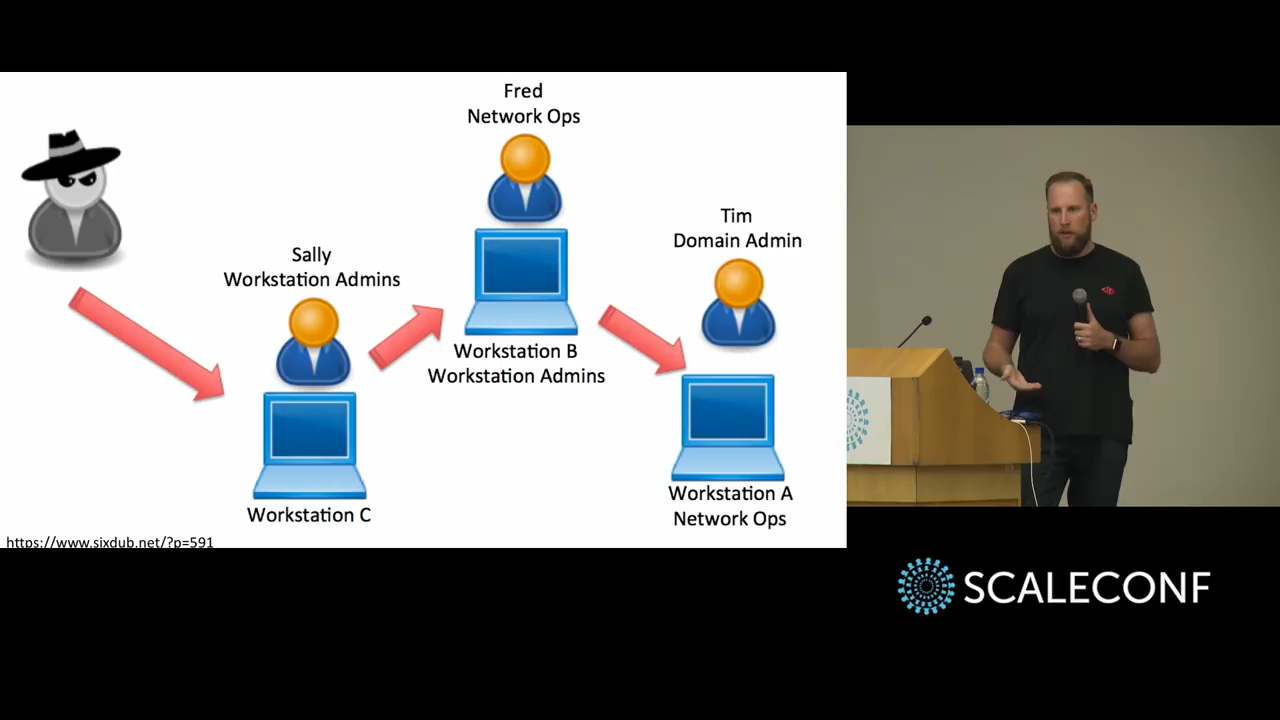 Fred
Network Ops
Tim
Domain Admin
Sally
Workstation Admins
Workstation B
Workstation Admins
Workstation C
Workstation A
Network Ops
https://www.sixdub.net/?p=591
SCALECONF